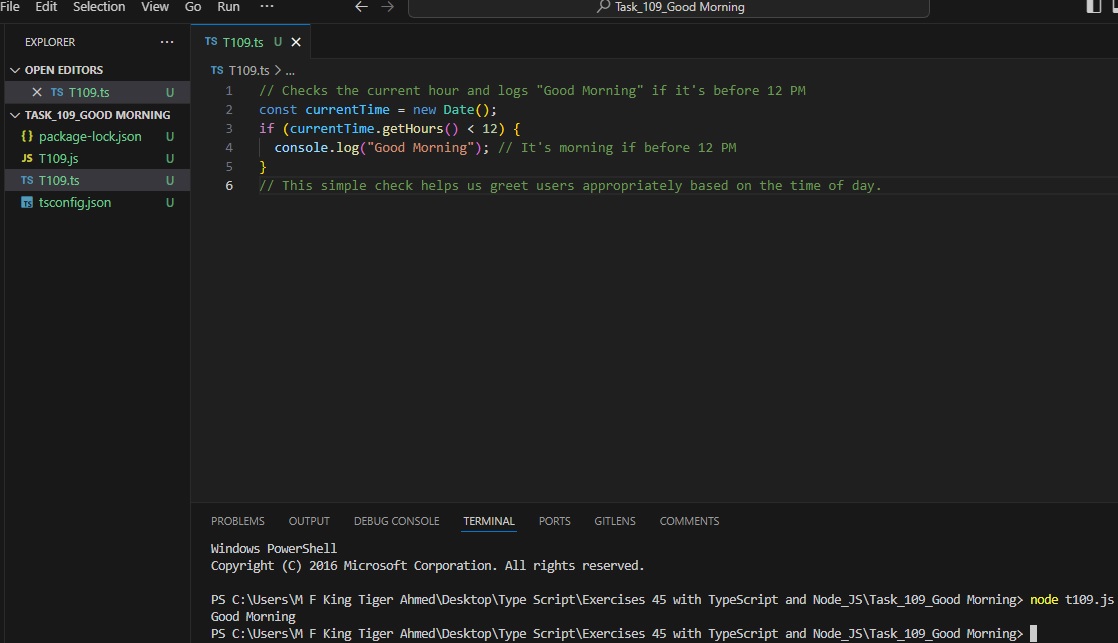 File Edit Selection View Go Run ···
Task_109_Good Morning
EXPLORER ···
OPEN EDITORS
TS T109.ts U
TASK_109_GOOD MORNING
{} package-lock.json U
JS T109.js U
TS T109.ts U
TS tsconfig.json U
TS T109.ts U
TS T109.ts > ...
1 // Checks the current hour and logs "Good Morning" if it's before 12 PM
2 const currentTime = new Date();
3 if (currentTime.getHours() < 12) {
4 console.log("Good Morning"); // It's morning if before 12 PM
5 }
6 // This simple check helps us greet users appropriately based on the time of day.
PROBLEMS OUTPUT DEBUG CONSOLE TERMINAL PORTS GITLENS COMMENTS
Windows PowerShell
Copyright (C) 2016 Microsoft Corporation. All rights reserved.
PS C:\Users\M F King Tiger Ahmed\Desktop\Type Script\Exercises 45 with TypeScript and Node_JS\Task_109_Good Morning> node t109.js
Good Morning
PS C:\Users\M F King Tiger Ahmed\Desktop\Type Script\Exercises 45 with TypeScript and Node_JS\Task_109_Good Morning>